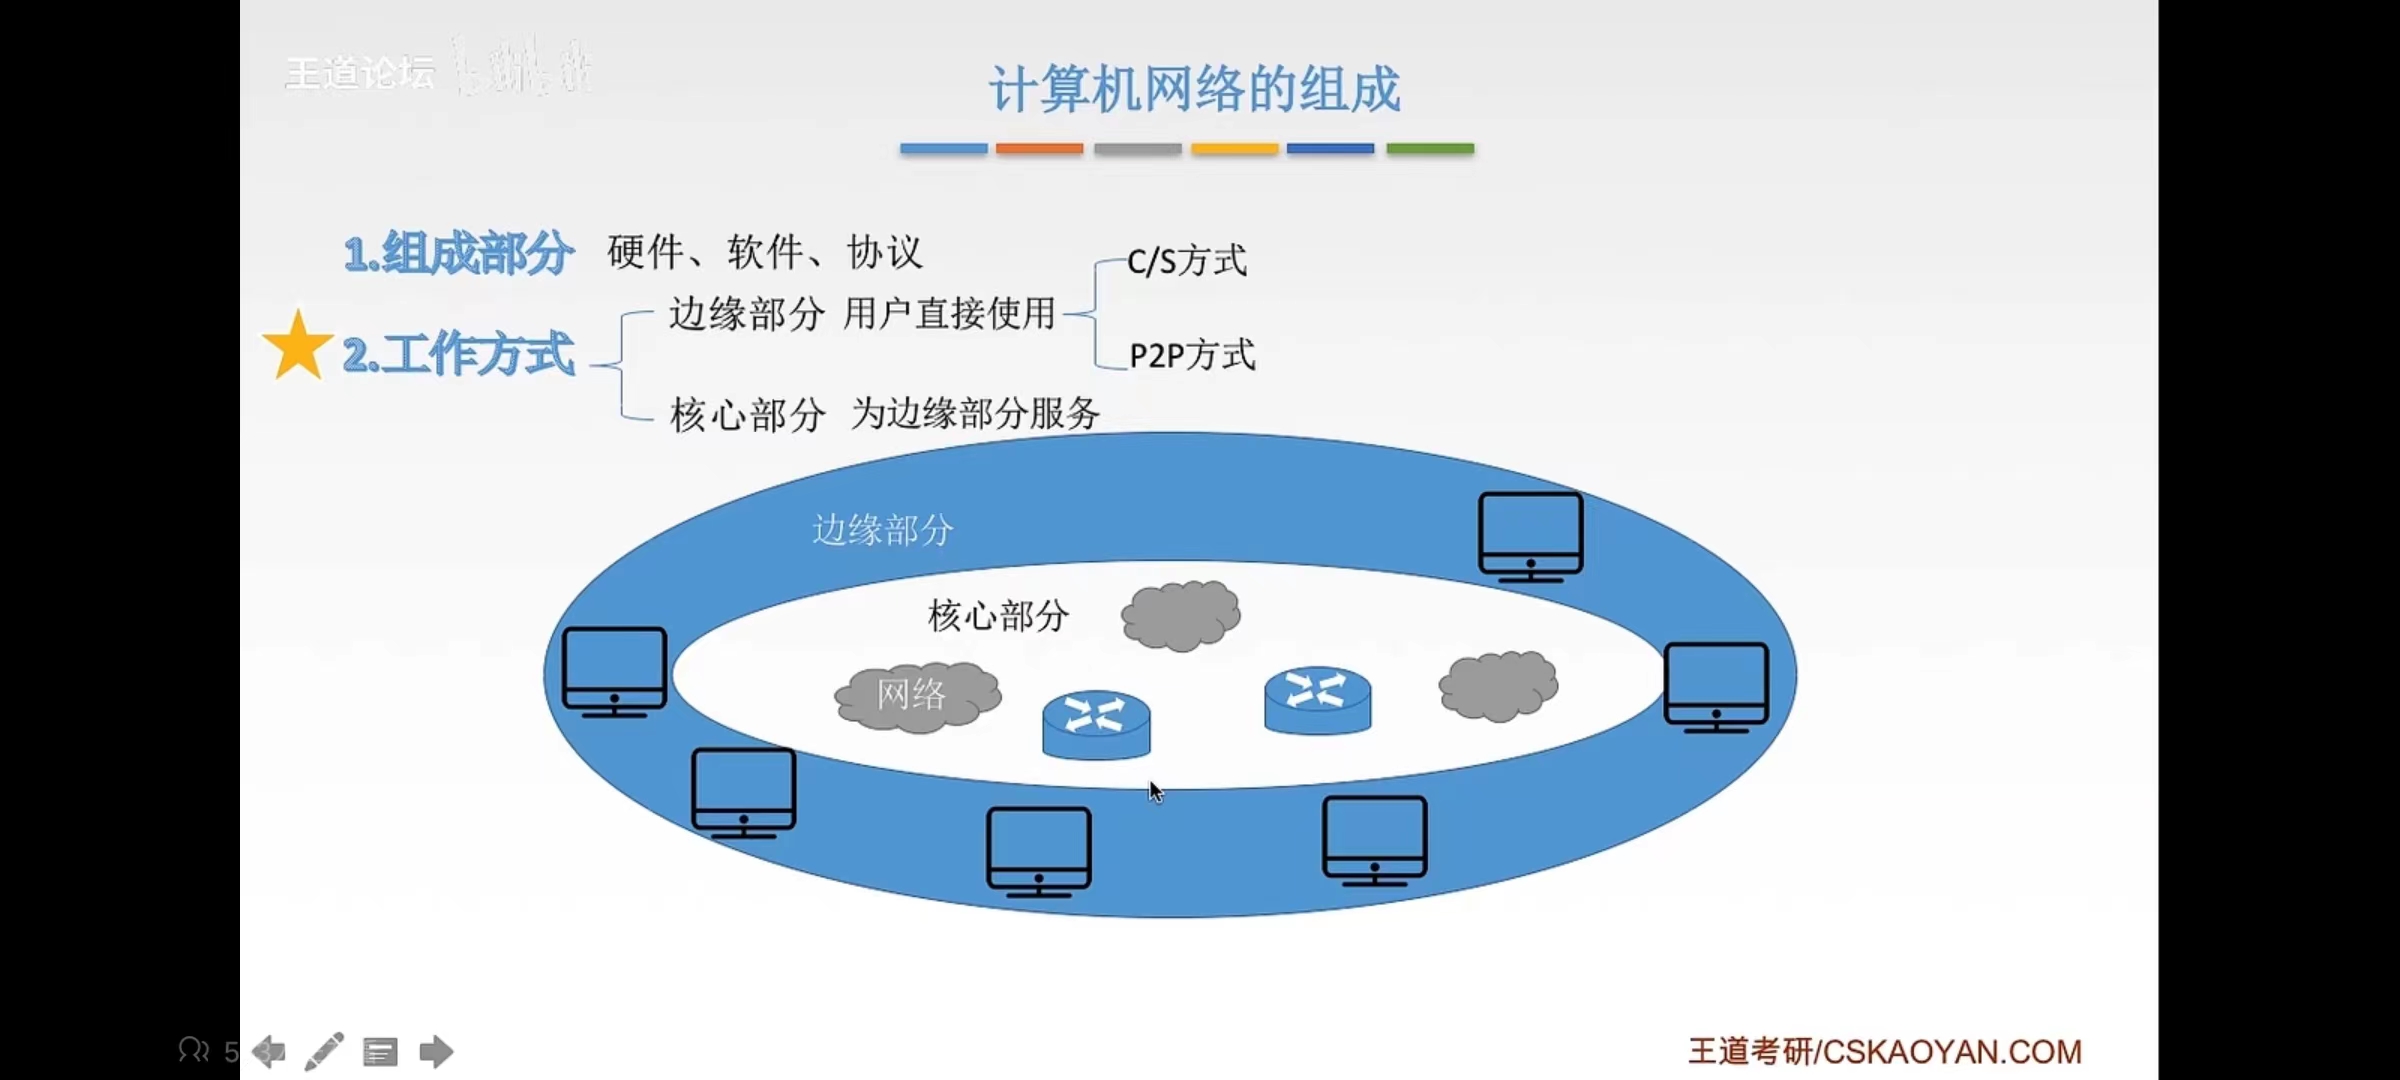 王道论坛
计算机网络的组成
1.组成部分 硬件、软件、协议
C/S方式
边缘部分 用户直接使用
2.工作方式
P2P方式
核心部分 为边缘部分服务
边缘部分
核心部分
网络
王道考研/CSKAOYAN.COM